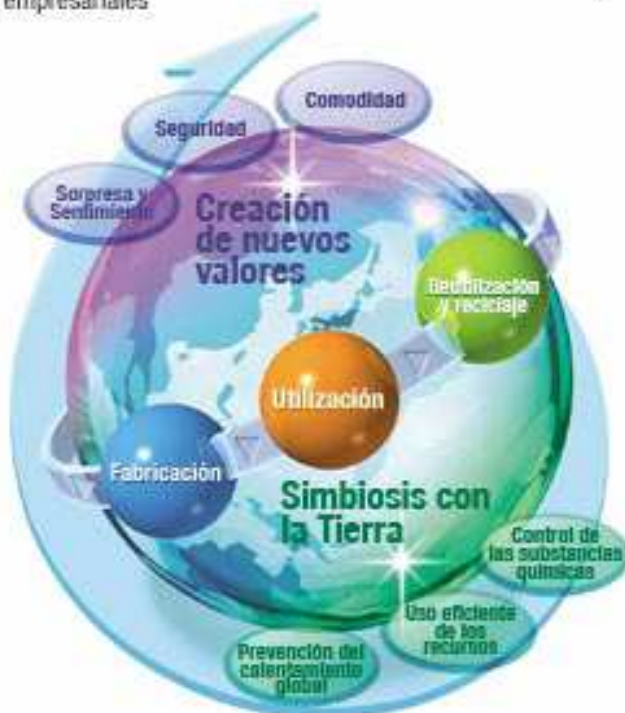 empresariales
Comodidad
Seguridad
Sorpresa y
Sentimiento
Creación
de nuevos
valores
Reutilización
y reciclaje
Utilización
Fabricación
Simbiosis con
la Tierra
Control de
las substancias
químicas
Uso eficiente
de los
recursos
Prevención del
calentamiento
global